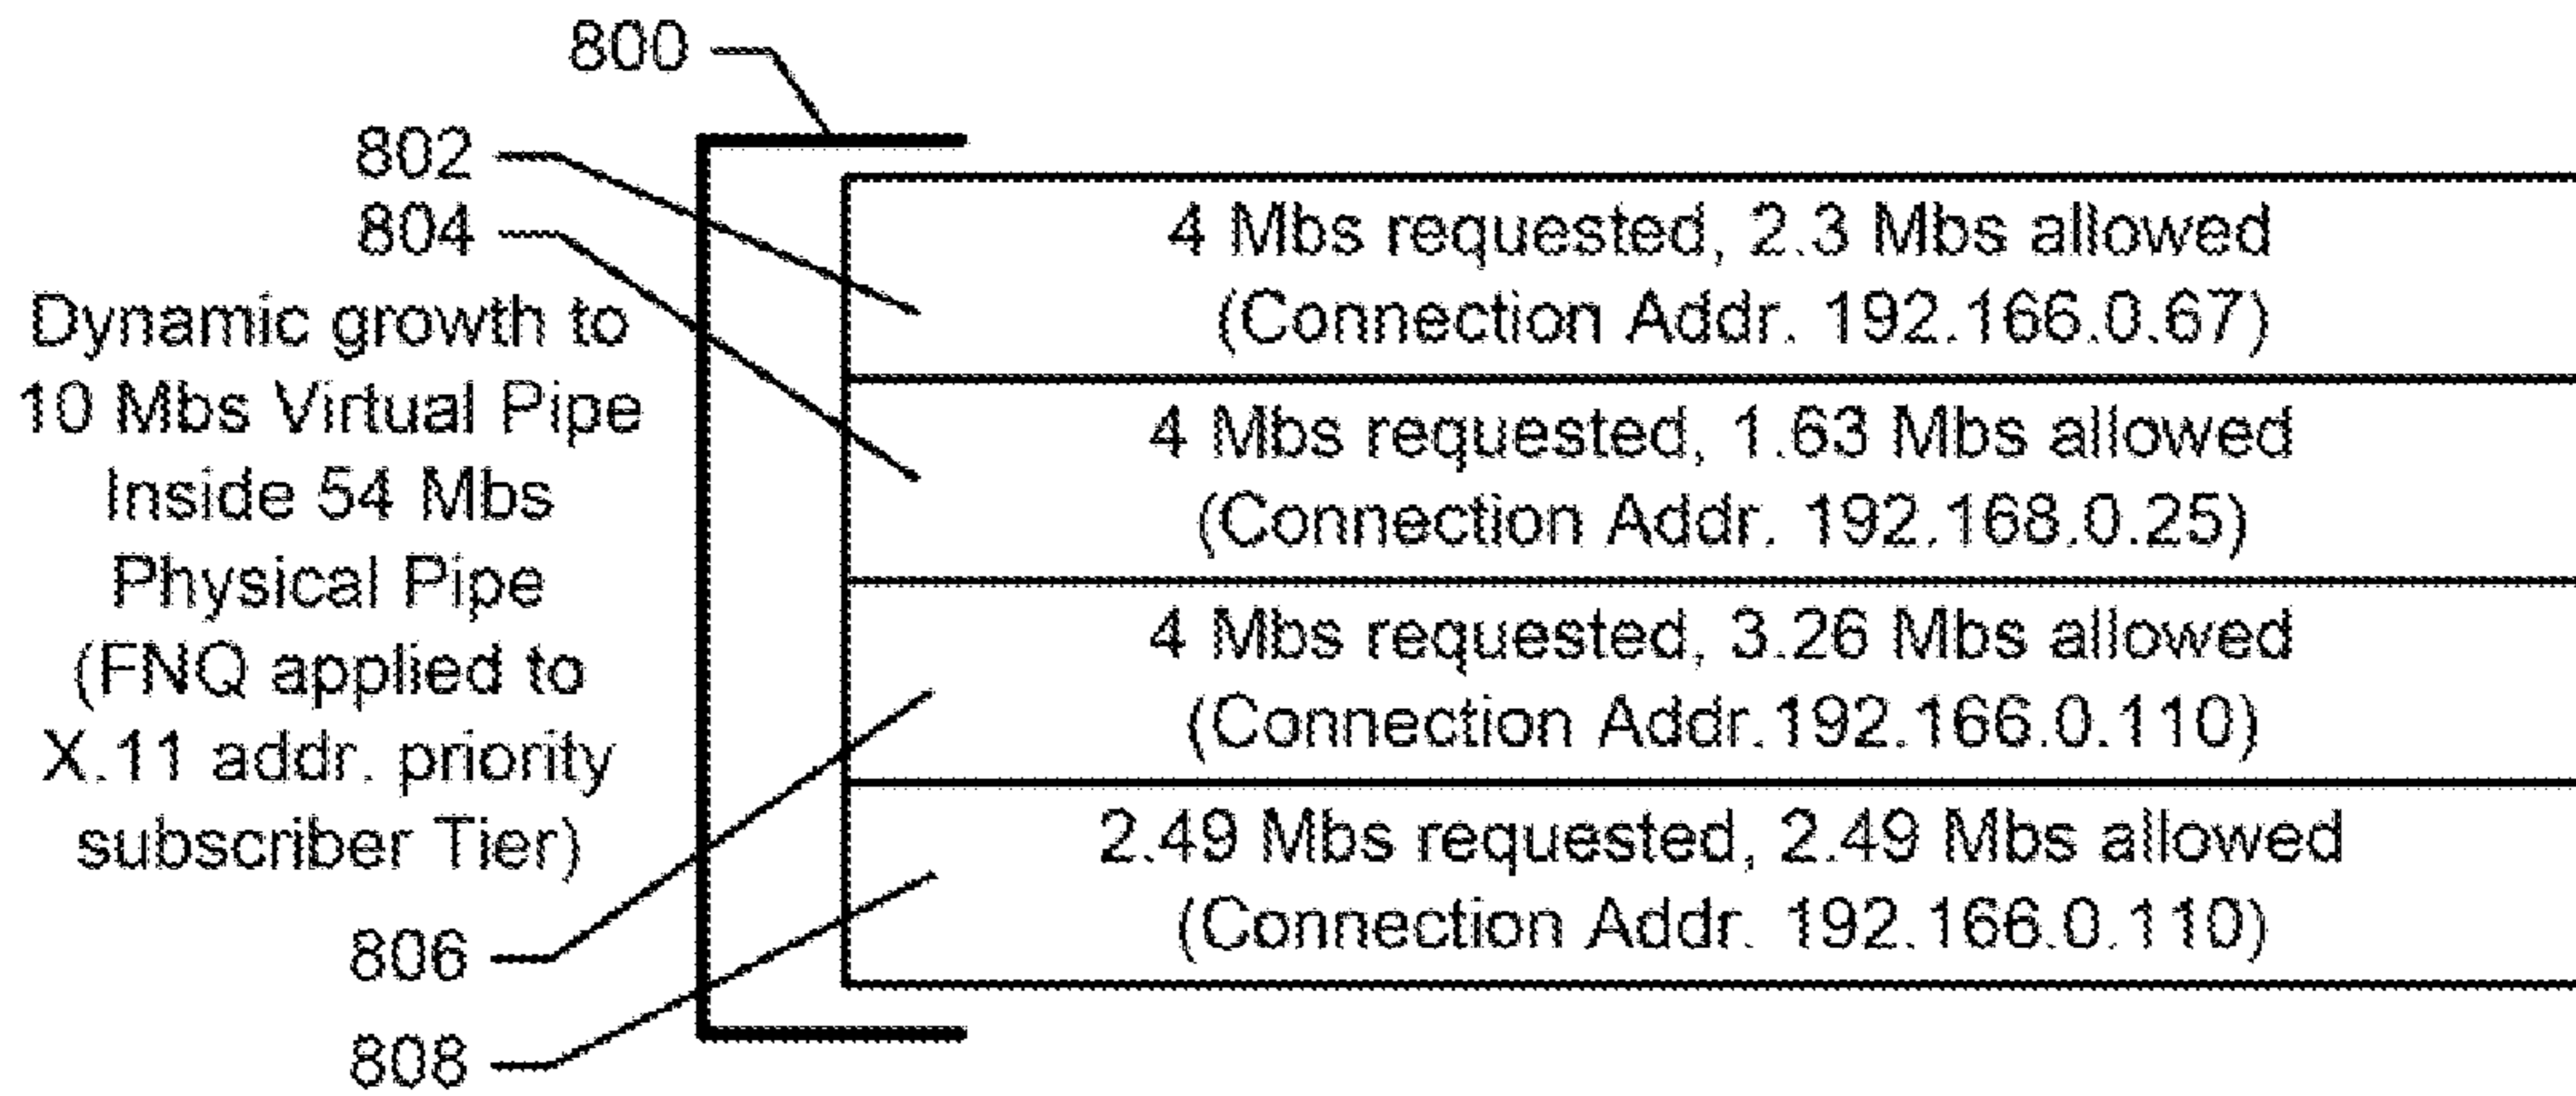 800
802
804
Dynamic growth to
10 Mbs Virtual Pipe
Inside 54 Mbs
Physical Pipe
(FNQ applied to
X.11 addr. priority
subscriber Tier)
806
808
4 Mbs requested, 2.3 Mbs allowed
(Connection Addr. 192.166.0.67)
4 Mbs requested, 1.63 Mbs allowed
(Connection Addr. 192.168.0.25)
4 Mbs requested, 3.26 Mbs allowed
(Connection Addr.192.166.0.110)
2.49 Mbs requested, 2.49 Mbs allowed
(Connection Addr. 192.166.0.110)